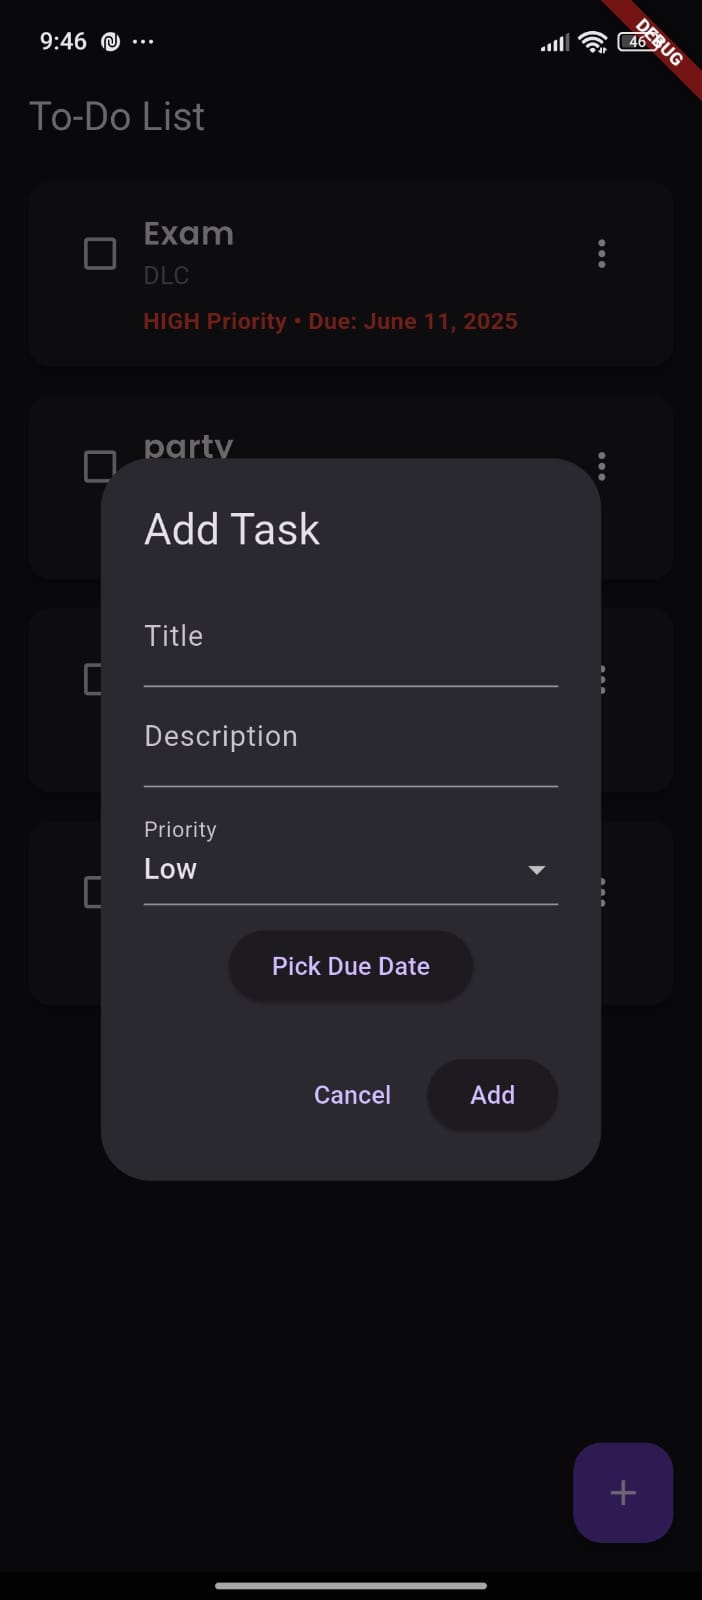 9:46
46
DEBUG
To-Do List
Exam
DLC
HIGH Priority • Due: June 11, 2025
party
Add Task
Title
Description
Priority
Low
Pick Due Date
Cancel
Add